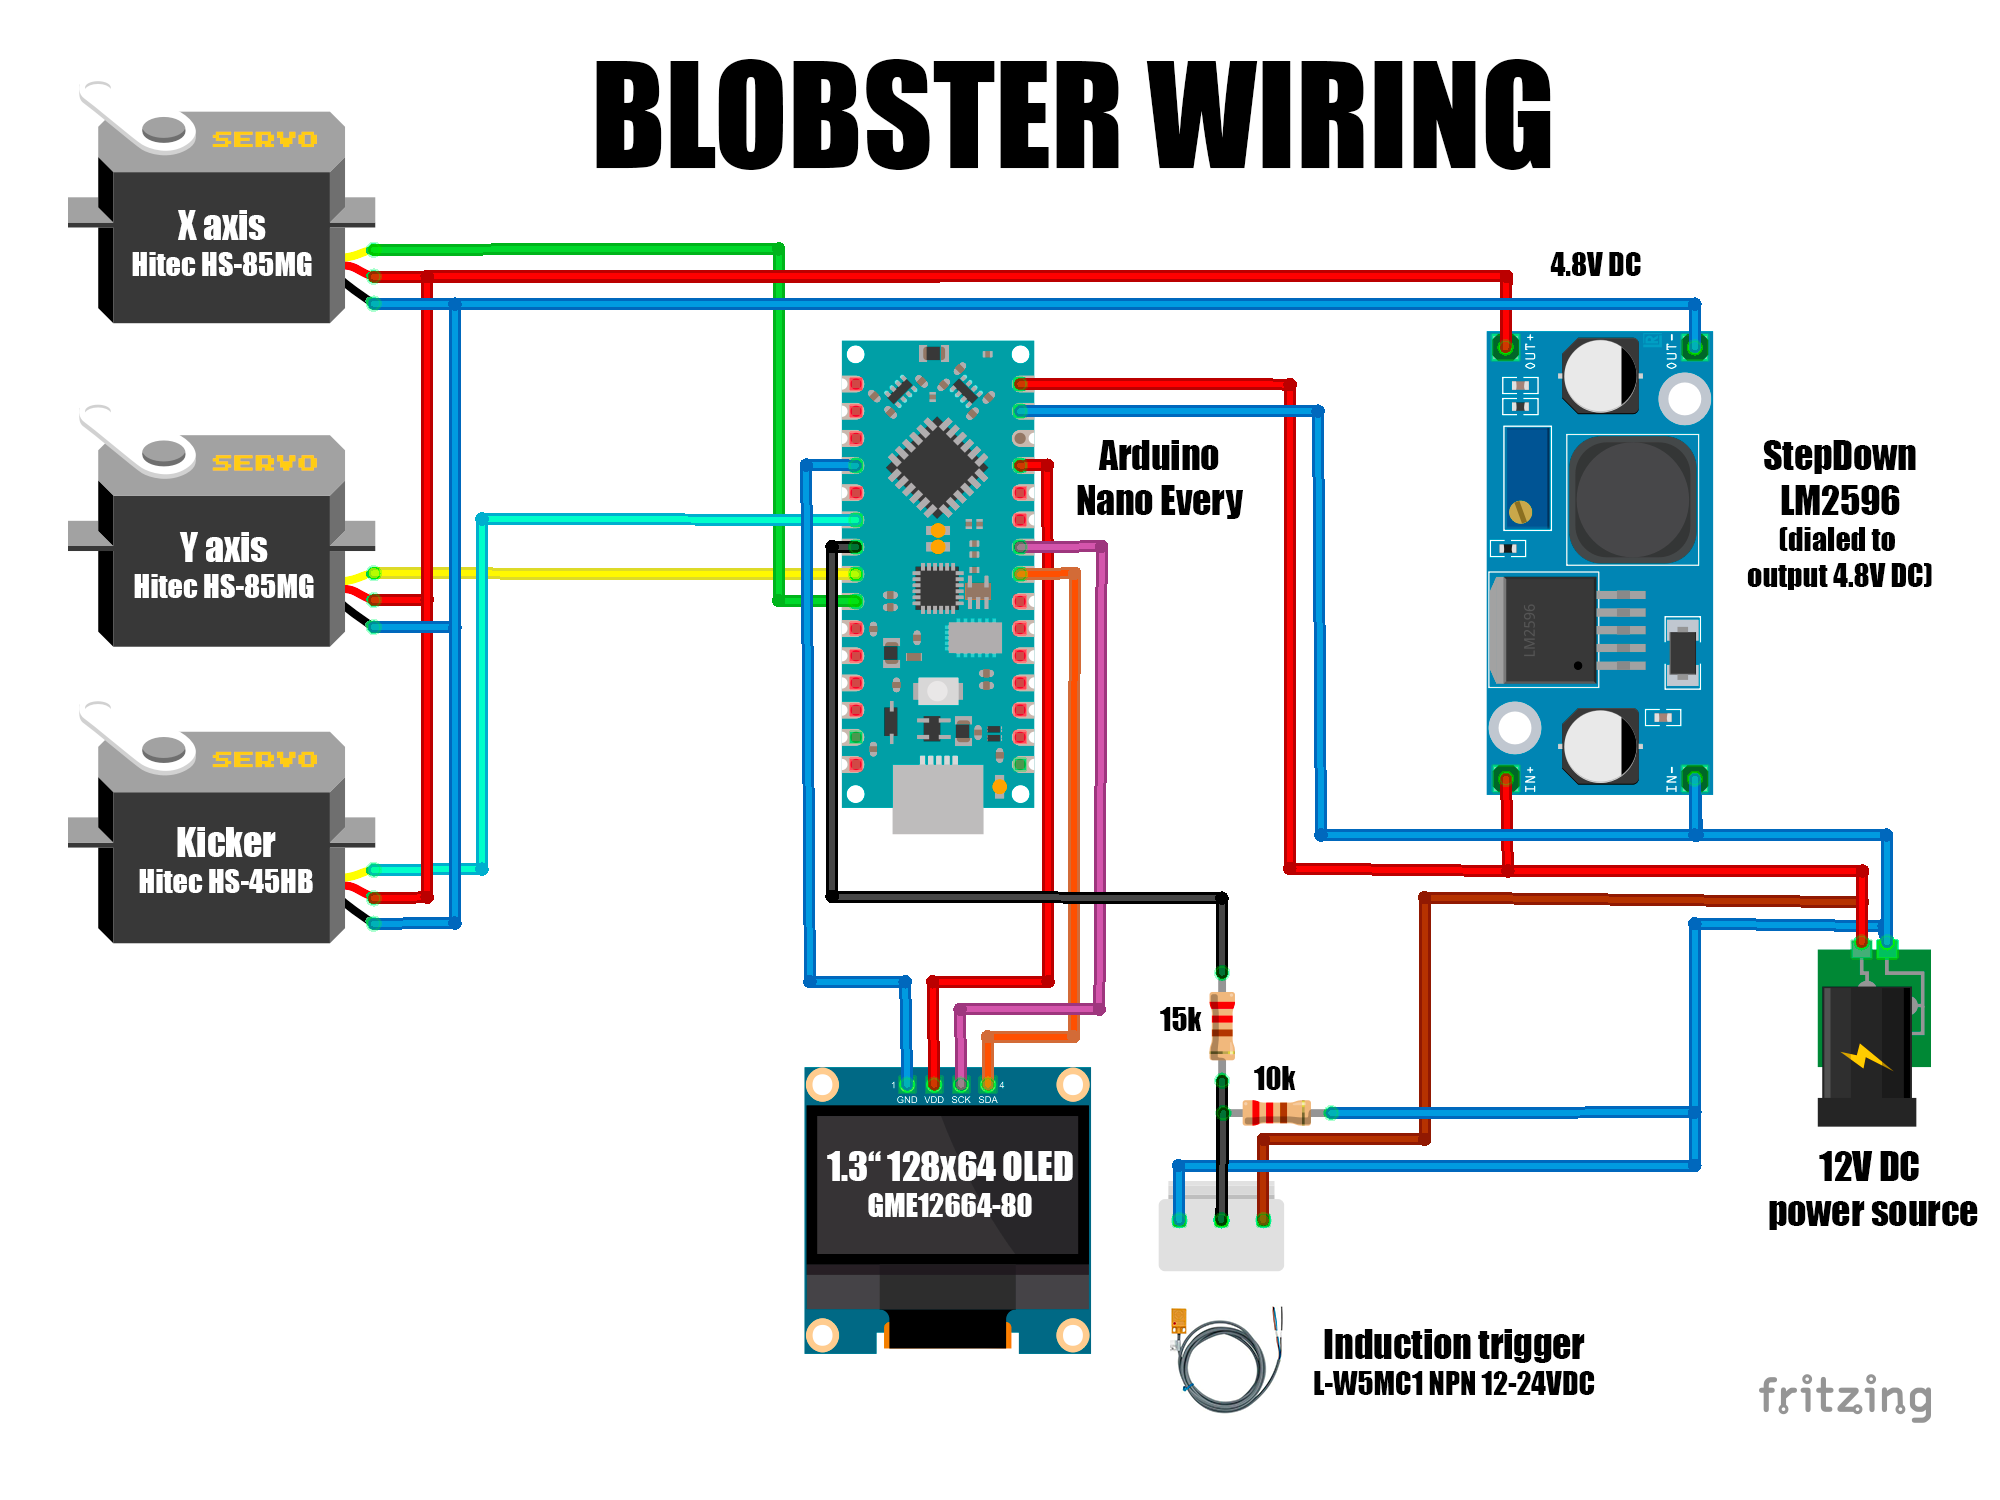 BLOBSTER WIRING
SERVO
X axis
Hitec HS-85MG
4.8V DC
OUT+
OUT-
SERVO
Y axis
Hitec HS-85MG
Arduino
Nano Every
StepDown
LM2596
(dialed to
output 4.8V DC)
LM2596
IN+
IN-
SERVO
Kicker
Hitec HS-45HB
15k
10k
1
GND VDD SCK SDA
4
1.3“ 128x64 OLED
GME12664-80
12V DC
power source
Induction trigger
L-W5MC1 NPN 12-24VDC
fritzing